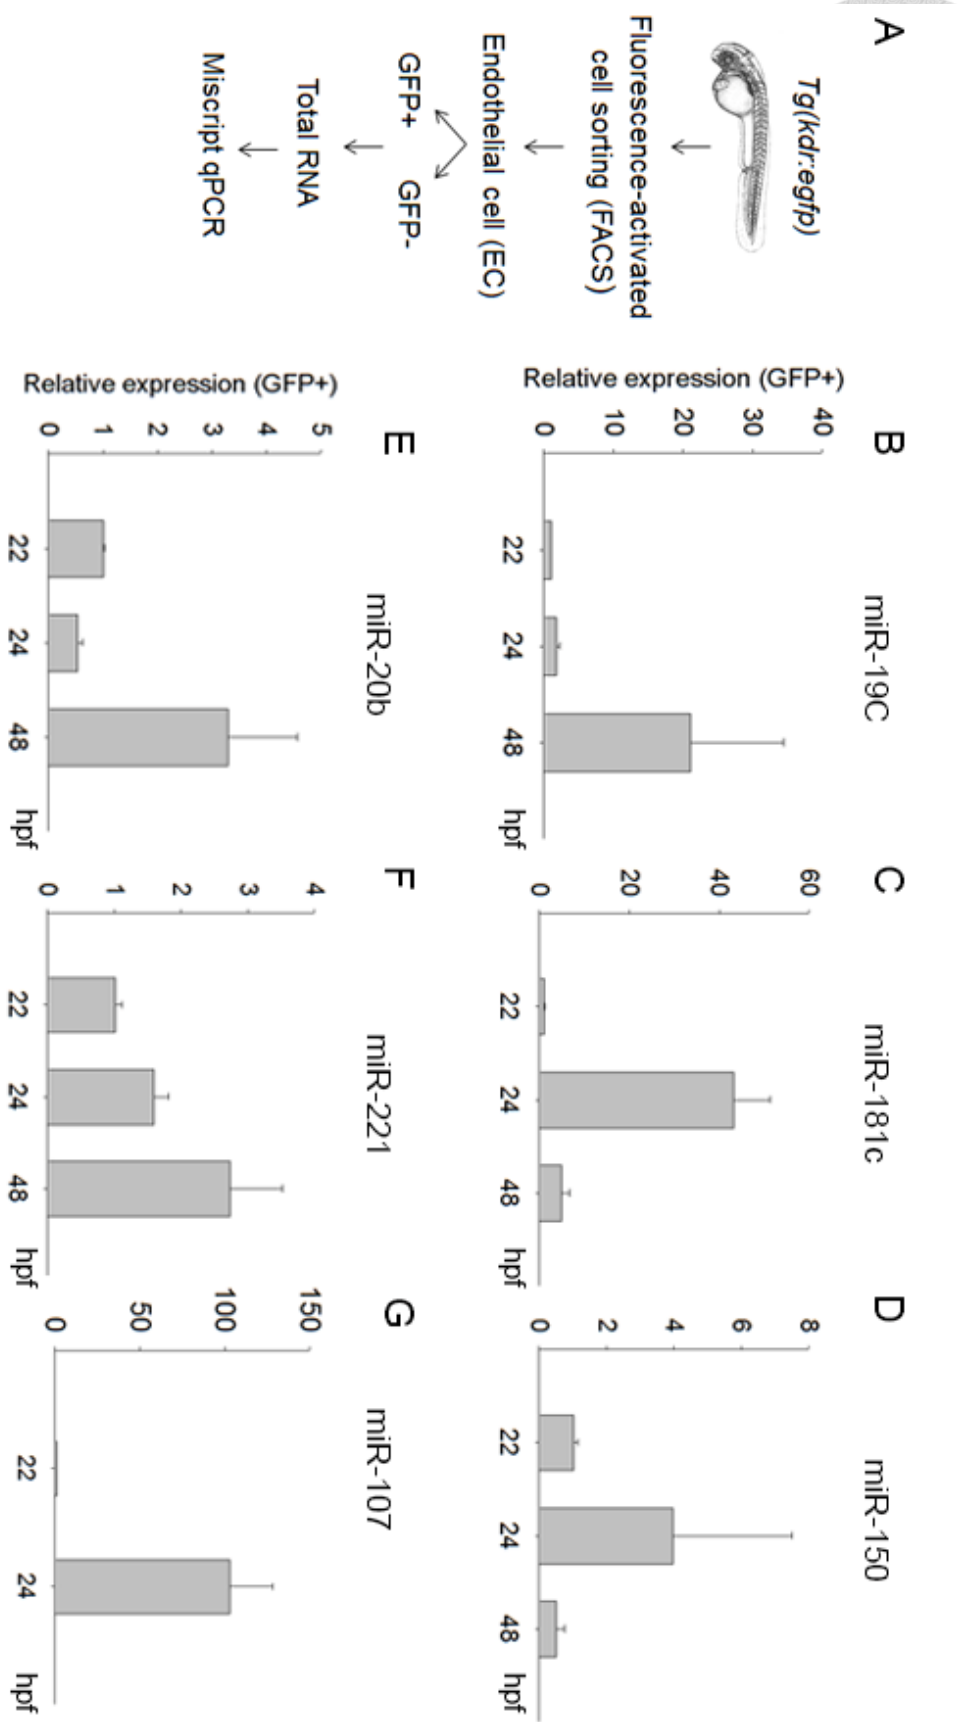 A
Tg(kdr:egfp)
Fluorescence-activated
cell sorting (FACS)
Endothelial cell (EC)
GFP+ GFP-
Total RNA
Miscript qPCR
B
miR-19C
Relative expression (GFP+)
40
30
20
10
0
22 24 48 hpf
C
miR-181c
60
40
20
0
22 24 48 hpf
D
miR-150
8
6
4
2
0
22 24 48 hpf
E
miR-20b
Relative expression (GFP+)
5
4
3
2
1
0
22 24 48 hpf
F
miR-221
4
3
2
1
0
22 24 48 hpf
G
miR-107
150
100
50
0
22 24 hpf